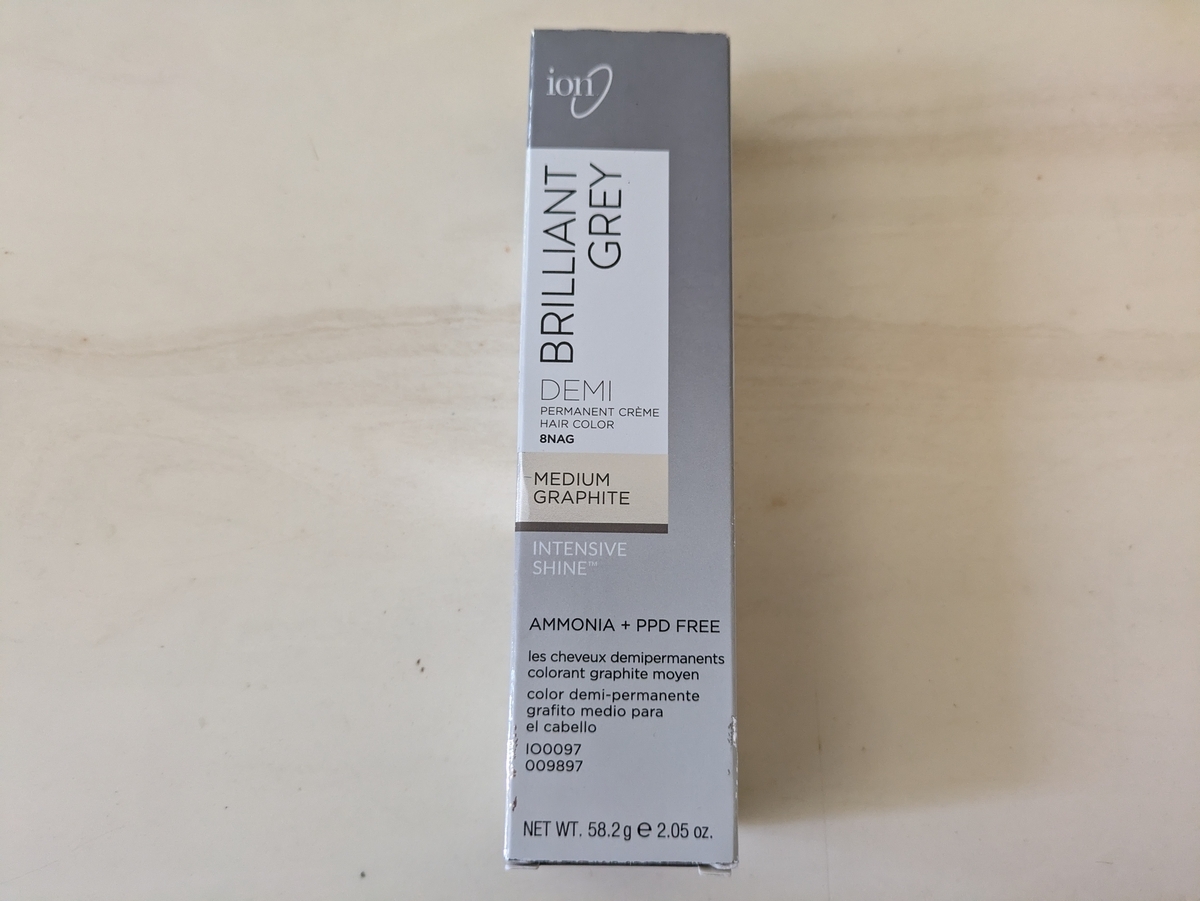 ion
BRILLIANT
GREY
DEMI
PERMANENT CRÈME
HAIR COLOR
8NAG
MEDIUM
GRAPHITE
INTENSIVE
SHINE™
AMMONIA + PPD FREE
les cheveux demipermanents
colorant graphite moyen
color demi-permanente
grafito medio para
el cabello
IO0097
009897
NET WT. 58.2g ℮ 2.05 oz.